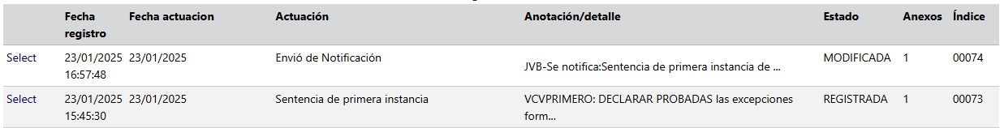 Fecha registro Fecha actuacion Actuación Anotación/detalle Estado Anexos Índice
Select 23/01/2025 16:57:48 23/01/2025 Envió de Notificación JVB-Se notifica:Sentencia de primera instancia de ... MODIFICADA 1 00074
Select 23/01/2025 15:45:30 23/01/2025 Sentencia de primera instancia VCVPRIMERO: DECLARAR PROBADAS las excepciones form... REGISTRADA 1 00073